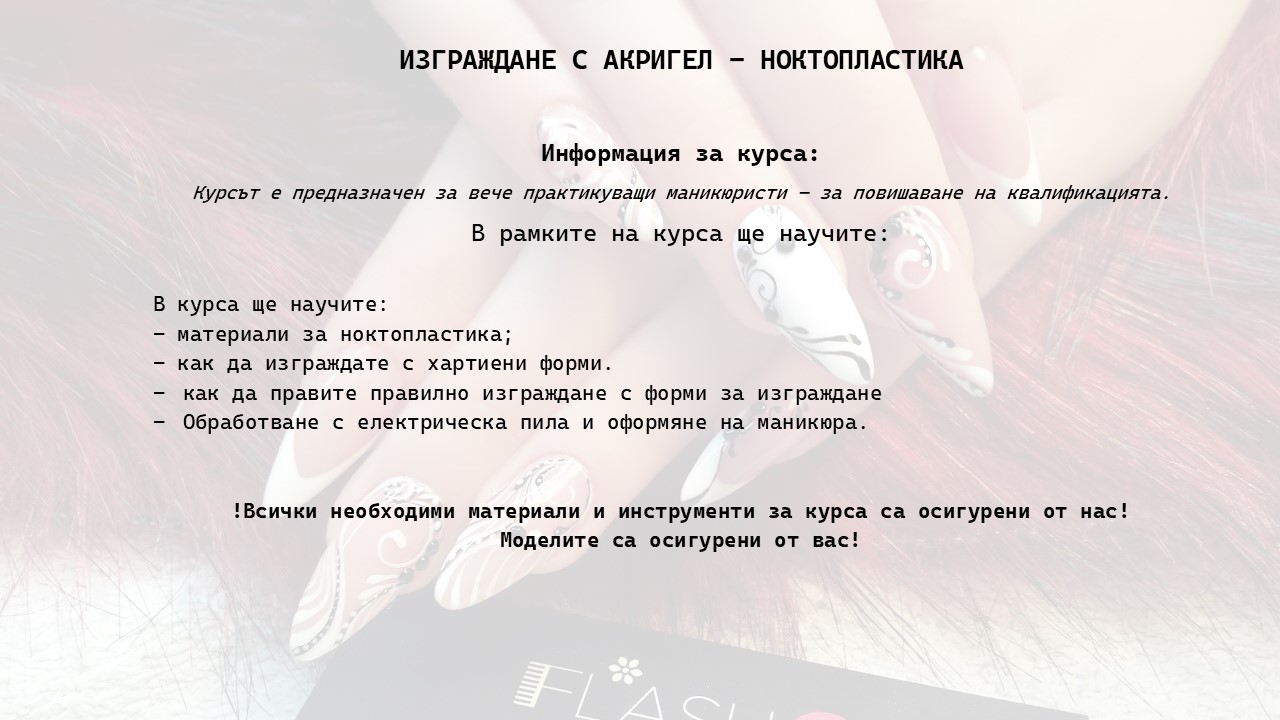 ИЗГРАЖДАНЕ С АКРИГЕЛ – НОКТОПЛАСТИКА
Информация за курса:
Курсът е предназначен за вече практикуващи маникюристи – за повишаване на квалификацията.
В рамките на курса ще научите:
В курса ще научите:
– материали за ноктопластика;
– как да изграждате с хартиени форми.
– как да правите правилно изграждане с форми за изграждане
– Обработване с електрическа пила и оформяне на маникюра.
!Всички необходими материали и инструменти за курса са осигурени от нас!
Моделите са осигурени от вас!
FLASH